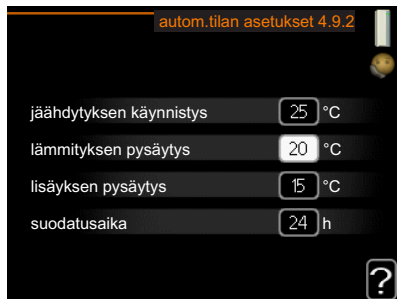 autom.tilan asetukset 4.9.2
jäähdytyksen käynnistys 25 °C
lämmityksen pysäytys 20 °C
lisäyksen pysäytys 15 °C
suodatusaika 24 h
?